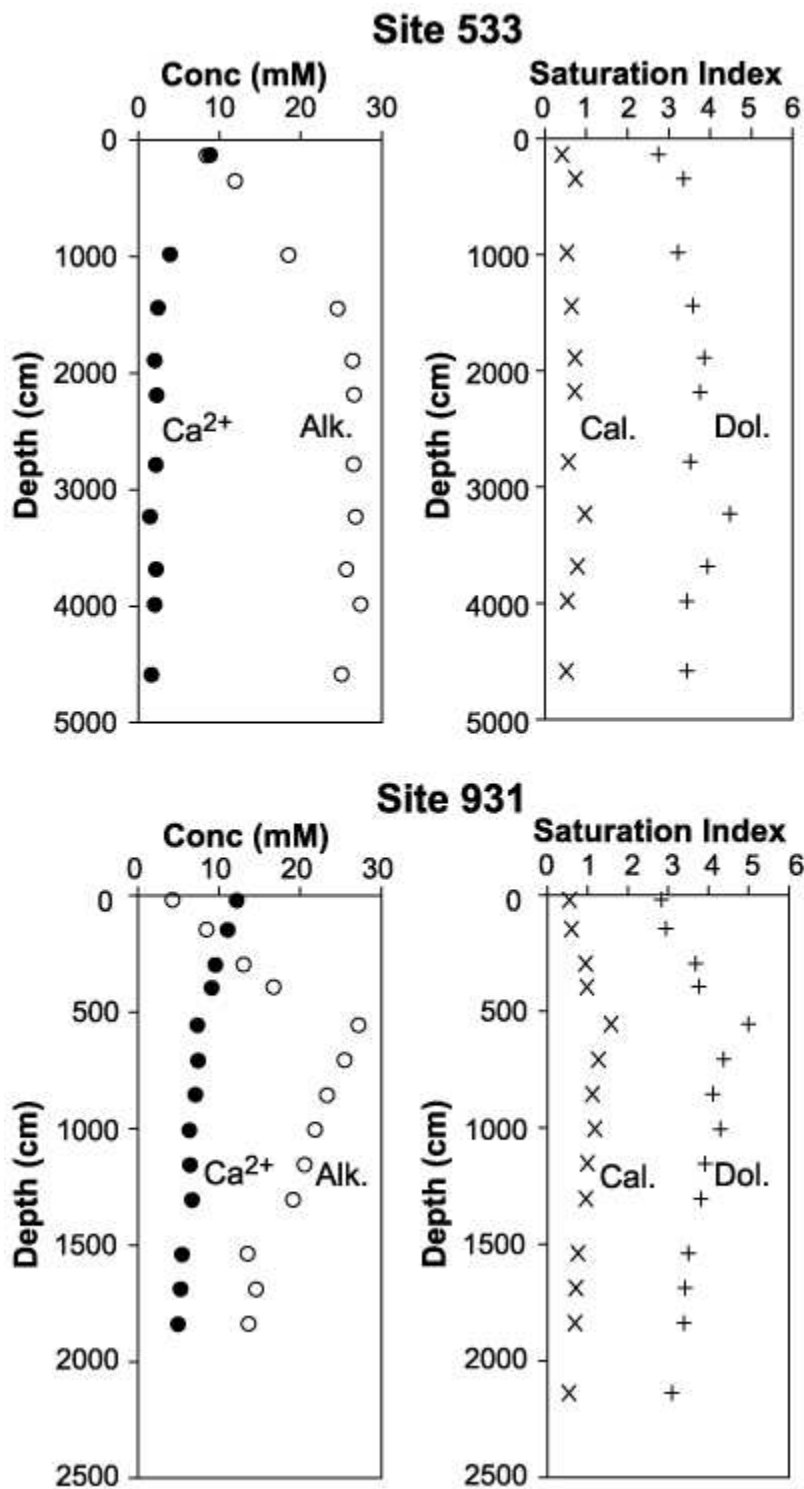 Site 533
Conc (mM) Saturation Index
0 10 20 30 0 1 2 3 4 5 6
0 0
1000 1000
2000 2000
Ca2+ Alk. Cal. Dol.
3000 3000
4000 4000
5000 5000
Depth (cm) Depth (cm)
Site 931
Conc (mM) Saturation Index
0 10 20 30 0 1 2 3 4 5 6
0 0
500 500
1000 1000
Ca2+ Alk. Cal. Dol.
1500 1500
2000 2000
2500 2500
Depth (cm) Depth (cm)